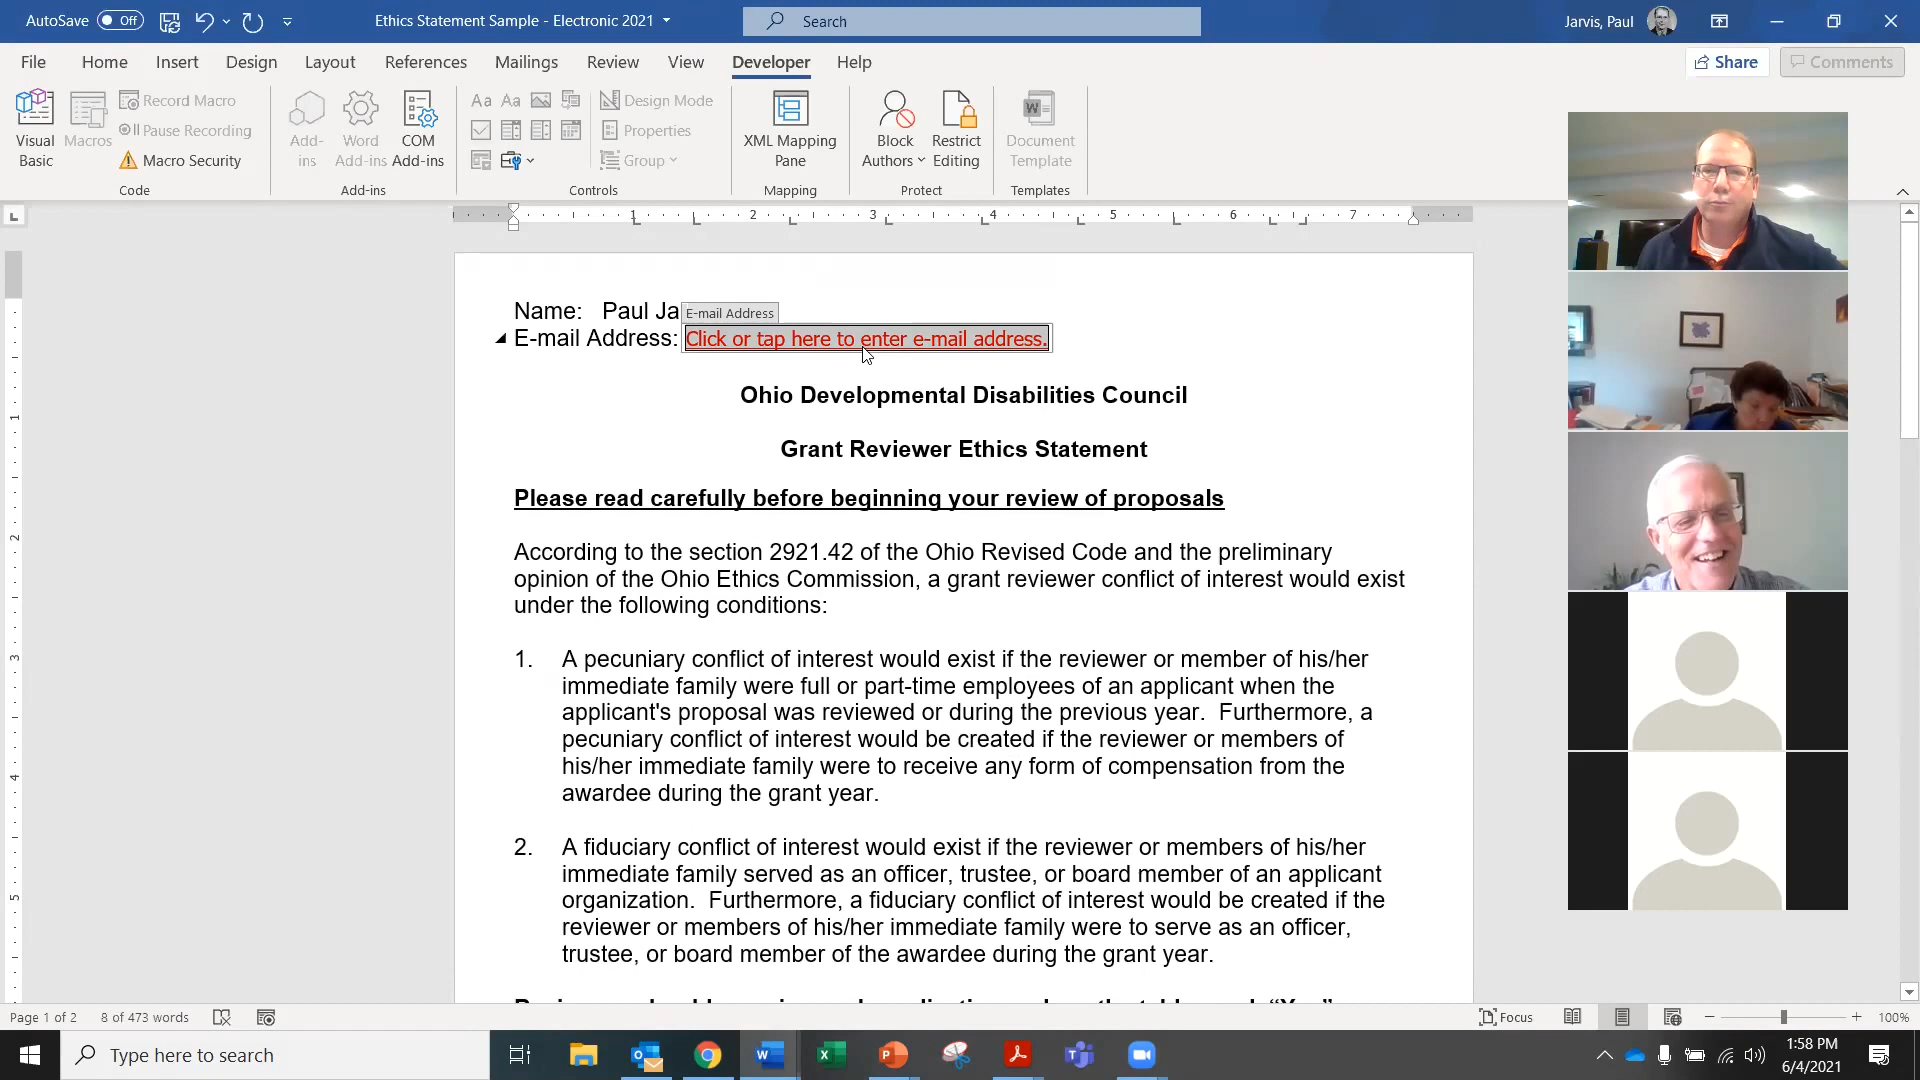 AutoSave Off
Ethics Statement Sample - Electronic 2021
Search
Jarvis, Paul
File Home Insert Design Layout References Mailings Review View Developer Help
Share
Comments
Visual Basic
Macros
Record Macro
Pause Recording
Macro Security
Code
Add-ins
Word Add-ins
COM Add-ins
Add-ins
Aa Aa
Design Mode
Properties
Group
Controls
XML Mapping Pane
Mapping
Block Authors
Restrict Editing
Protect
Document Template
Templates
1 2 3 4 5 6 7
Name: Paul Ja
E-mail Address
E-mail Address: Click or tap here to enter e-mail address.
Ohio Developmental Disabilities Council
Grant Reviewer Ethics Statement
Please read carefully before beginning your review of proposals
According to the section 2921.42 of the Ohio Revised Code and the preliminary
opinion of the Ohio Ethics Commission, a grant reviewer conflict of interest would exist
under the following conditions:
1. A pecuniary conflict of interest would exist if the reviewer or member of his/her
immediate family were full or part-time employees of an applicant when the
applicant's proposal was reviewed or during the previous year. Furthermore, a
pecuniary conflict of interest would be created if the reviewer or members of
his/her immediate family were to receive any form of compensation from the
awardee during the grant year.
2. A fiduciary conflict of interest would exist if the reviewer or members of his/her
immediate family served as an officer, trustee, or board member of an applicant
organization. Furthermore, a fiduciary conflict of interest would be created if the
reviewer or members of his/her immediate family were to serve as an officer,
trustee, or board member of the awardee during the grant year.
1
2
3
4
5
Page 1 of 2 8 of 473 words
Focus
100%
Type here to search
1:58 PM
6/4/2021